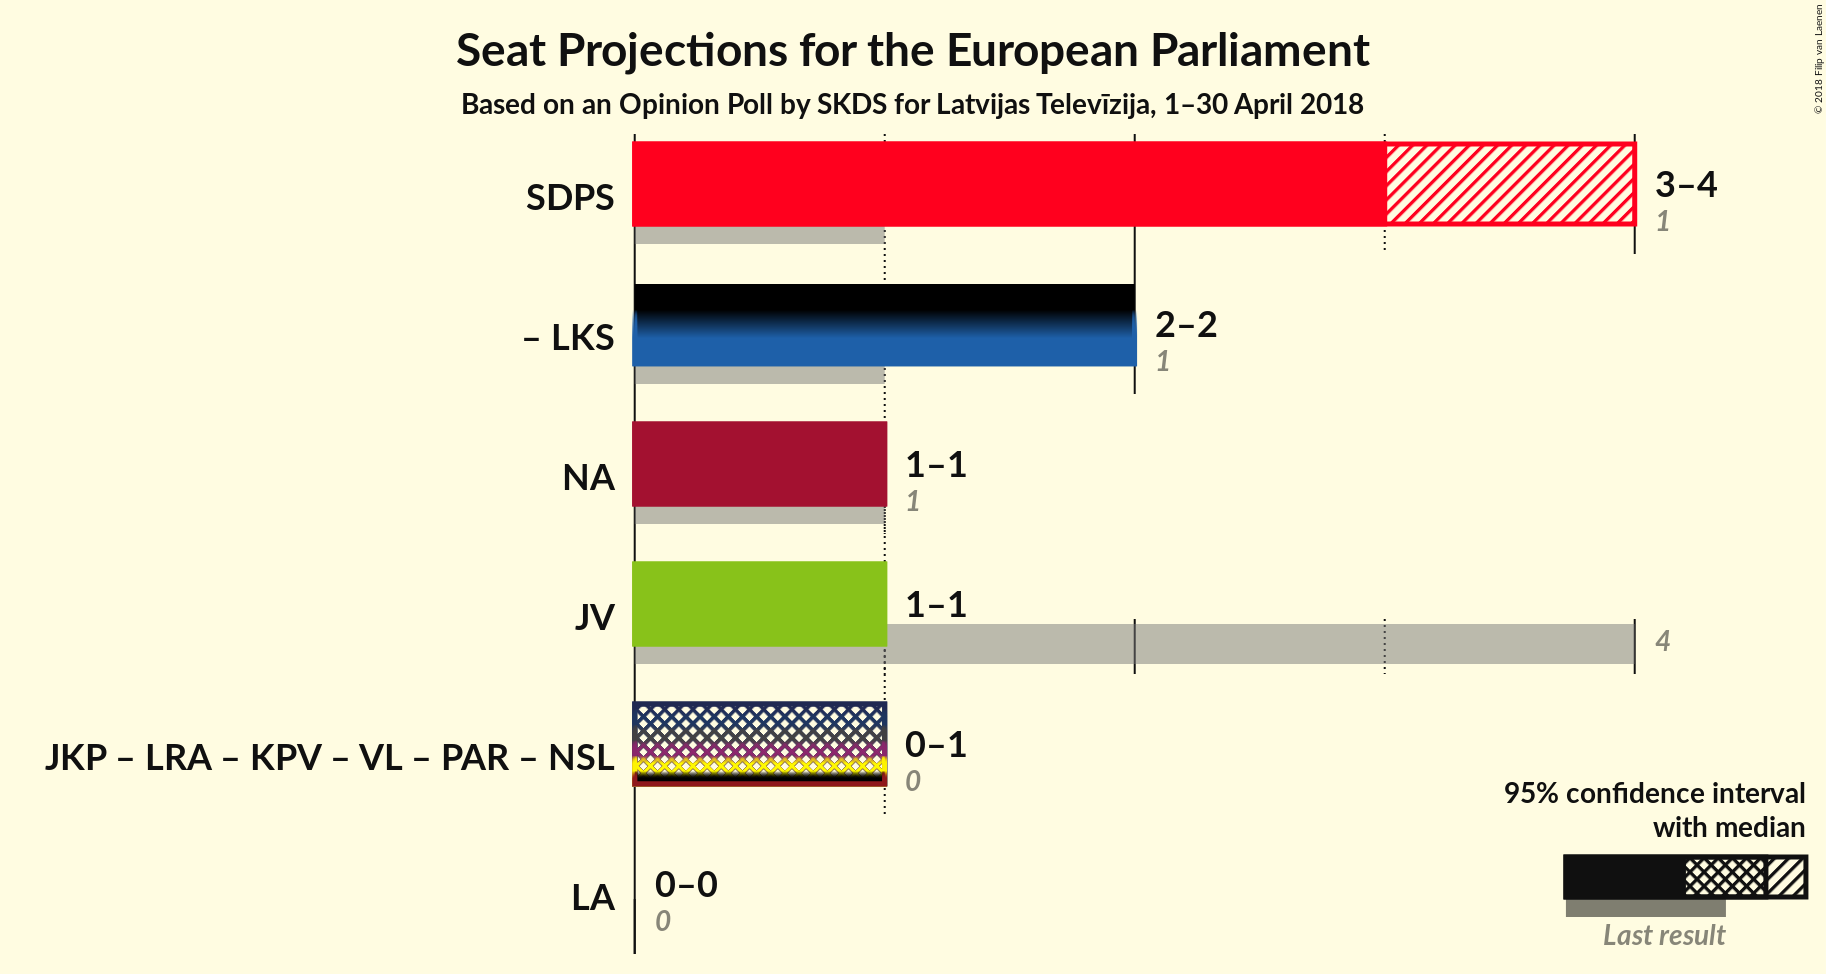 Seat Projections for the European Parliament
Based on an Opinion Poll by SKDS for Latvijas Televīzija, 1–30 April 2018
© 2018 Filip van Laenen
SDPS
3–4
1
– LKS
2–2
1
NA
1–1
1
JV
1–1
4
JKP – LRA – KPV – VL – PAR – NSL
0–1
0
LA
0–0
0
95% confidence interval
with median
Last result